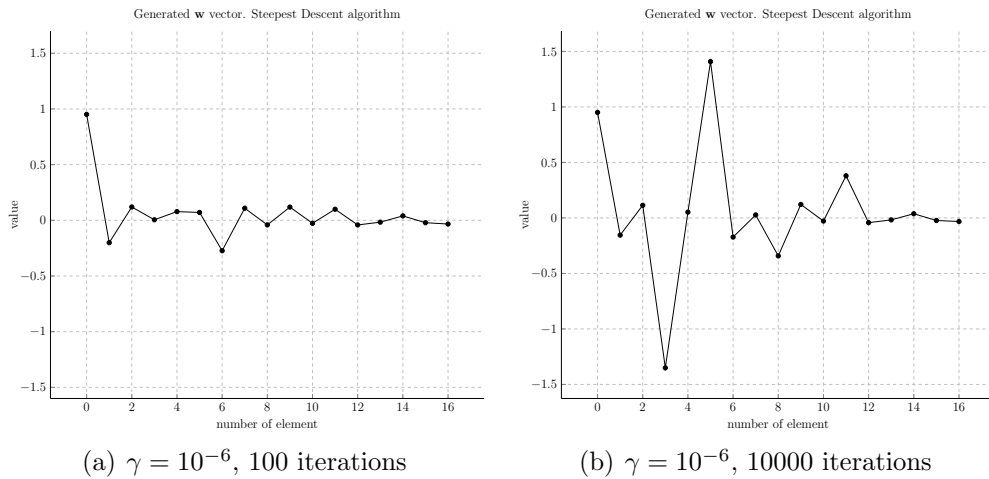 Generated w vector. Steepest Descent algorithm
1.5
1
0.5
0
−0.5
−1
−1.5
value
0 2 4 6 8 10 12 14 16
number of element
(a) γ = 10⁻⁶, 100 iterations
Generated w vector. Steepest Descent algorithm
1.5
1
0.5
0
−0.5
−1
−1.5
value
0 2 4 6 8 10 12 14 16
number of element
(b) γ = 10⁻⁶, 10000 iterations